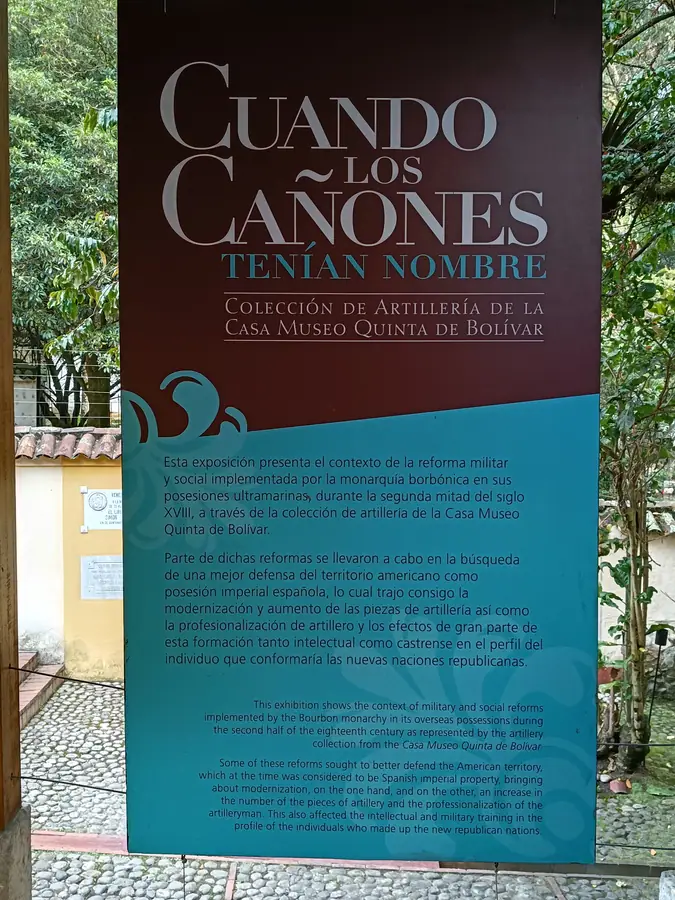 CUANDO
LOS
CAÑONES
TENÍAN NOMBRE
COLECCIÓN DE ARTILLERÍA DE LA
CASA MUSEO QUINTA DE BOLÍVAR
Esta exposición presenta el contexto de la reforma militar
y social implementada por la monarquía borbónica en sus
posesiones ultramarinas, durante la segunda mitad del siglo
XVIII, a través de la colección de artillería de la Casa Museo
Quinta de Bolívar.
Parte de dichas reformas se llevaron a cabo en la búsqueda
de una mejor defensa del territorio americano como
posesión imperial española, lo cual trajo consigo la
modernización y aumento de las piezas de artillería así como
la profesionalización de artillero y los efectos de gran parte de
esta formación tanto intelectual como castrense en el perfil del
individuo que conformaría las nuevas naciones republicanas.
This exhibition shows the context of military and social reforms
implemented by the Bourbon monarchy in its overseas possessions during
the second half of the eighteenth century as represented by the artillery
collection from the Casa Museo Quinta de Bolívar
Some of these reforms sought to better defend the American territory,
which at the time was considered to be Spanish imperial property, bringing
about modernization, on the one hand, and on the other, an increase in
the number of the pieces of artillery and the professionalization of the
artilleryman. This also affected the intellectual and military training in the
profile of the individuals who made up the new republican nations.